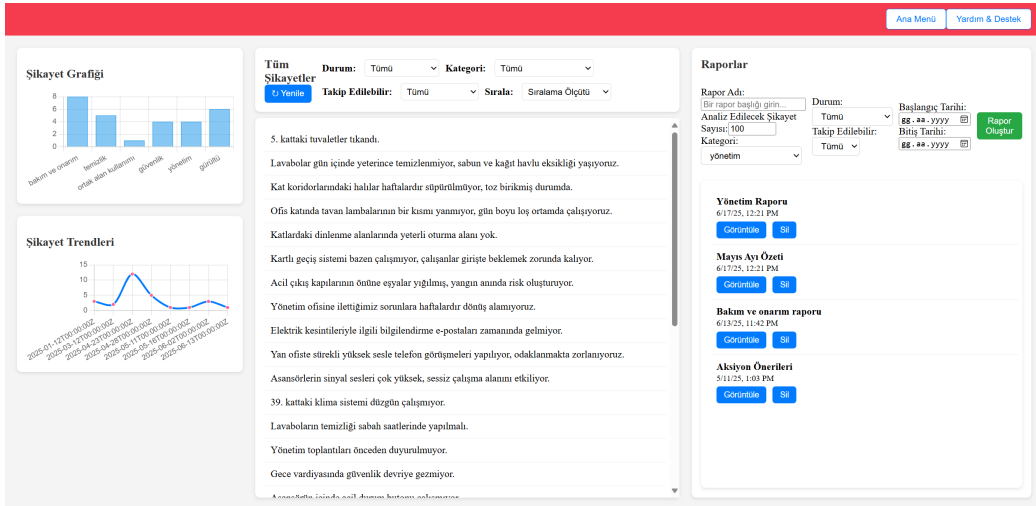 Ana Menü
Yardım & Destek
Şikayet Grafiği
8
6
4
2
0
bakım ve onarım
temizlik
ortak alan kullanımı
güvenlik
yönetim
gürültü
Şikayet Trendleri
15
10
5
0
2025-01-12T00:00:00Z
2025-03-12T00:00:00Z
2025-04-23T00:00:00Z
2025-04-28T00:00:00Z
2025-05-11T00:00:00Z
2025-05-16T00:00:00Z
2025-06-02T00:00:00Z
2025-06-13T00:00:00Z
Tüm Şikayetler
Durum: Tümü Kategori: Tümü
↻ Yenile
Takip Edilebilir: Tümü Sırala: Sıralama Ölçütü
5. kattaki tuvaletler tıkandı.
Lavabolar gün içinde yeterince temizlenmiyor, sabun ve kağıt havlu eksikliği yaşıyoruz.
Kat koridorlarındaki halılar haftalardır süpürülmüyor, toz birikmiş durumda.
Ofis katında tavan lambalarının bir kısmı yanmıyor, gün boyu loş ortamda çalışıyoruz.
Katlardaki dinlenme alanlarında yeterli oturma alanı yok.
Kartlı geçiş sistemi bazen çalışmıyor, çalışanlar girişte beklemek zorunda kalıyor.
Acil çıkış kapılarının önüne eşyalar yığılmış, yangın anında risk oluşturuyor.
Yönetim ofisine ilettiğimiz sorunlara haftalardır dönüş alamıyoruz.
Elektrik kesintileriyle ilgili bilgilendirme e-postaları zamanında gelmiyor.
Yan ofiste sürekli yüksek sesle telefon görüşmeleri yapılıyor, odaklanmakta zorlanıyoruz.
Asansörlerin sinyal sesleri çok yüksek, sessiz çalışma alanını etkiliyor.
39. kattaki klima sistemi düzgün çalışmıyor.
Lavaboların temizliği sabah saatlerinde yapılmalı.
Yönetim toplantıları önceden duyurulmuyor.
Gece vardiyasında güvenlik devriye gezmiyor.
Asansörün içinde acil durum butonu çalışmıyor.
Raporlar
Rapor Adı:
Bir rapor başlığı girin...
Analiz Edilecek Şikayet
Sayısı: 100
Kategori:
yönetim
Durum:
Tümü
Takip Edilebilir:
Tümü
Başlangıç Tarihi:
gg.aa.yyyy
Bitiş Tarihi:
gg.aa.yyyy
Rapor
Oluştur
Yönetim Raporu
6/17/25, 12:21 PM
Görüntüle Sil
Mayıs Ayı Özeti
6/17/25, 12:21 PM
Görüntüle Sil
Bakım ve onarım raporu
6/13/25, 11:42 PM
Görüntüle Sil
Aksiyon Önerileri
5/11/25, 1:03 PM
Görüntüle Sil